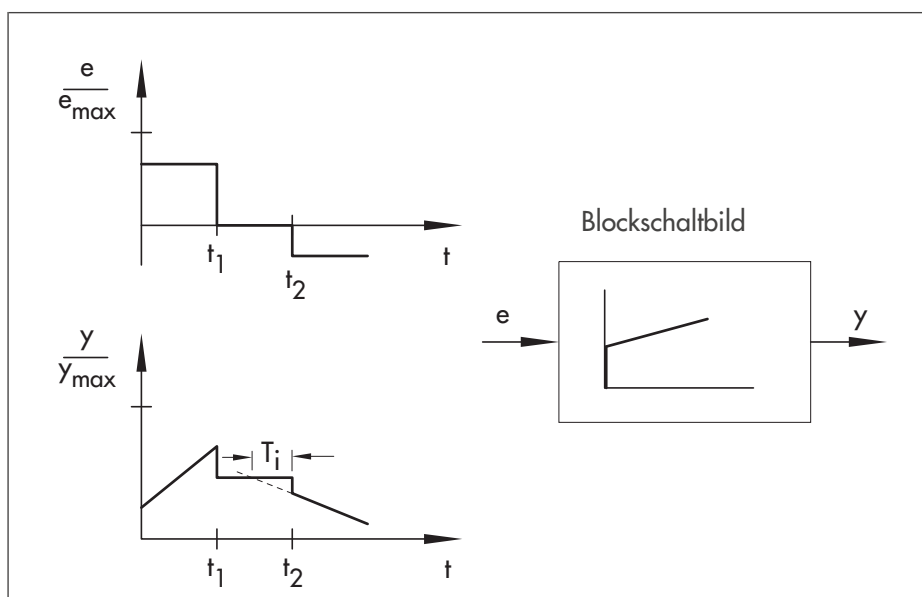 e
e_max
t_1
t_2
t
y
y_max
T_i
t_1
t_2
t
Blockschaltbild
e
y